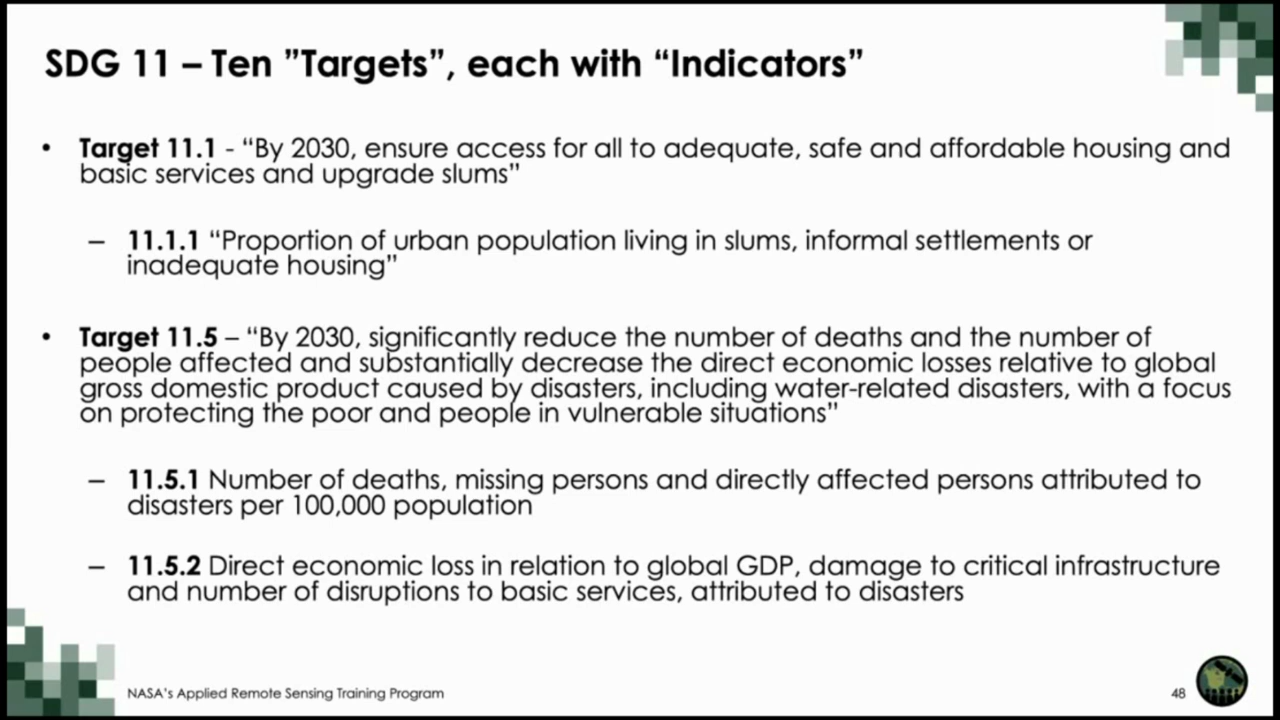 SDG 11 – Ten ”Targets”, each with “Indicators”
• Target 11.1 - “By 2030, ensure access for all to adequate, safe and affordable housing and
basic services and upgrade slums”
– 11.1.1 “Proportion of urban population living in slums, informal settlements or
inadequate housing”
• Target 11.5 – “By 2030, significantly reduce the number of deaths and the number of
people affected and substantially decrease the direct economic losses relative to global
gross domestic product caused by disasters, including water-related disasters, with a focus
on protecting the poor and people in vulnerable situations”
– 11.5.1 Number of deaths, missing persons and directly affected persons attributed to
disasters per 100,000 population
– 11.5.2 Direct economic loss in relation to global GDP, damage to critical infrastructure
and number of disruptions to basic services, attributed to disasters
NASA’s Applied Remote Sensing Training Program
48